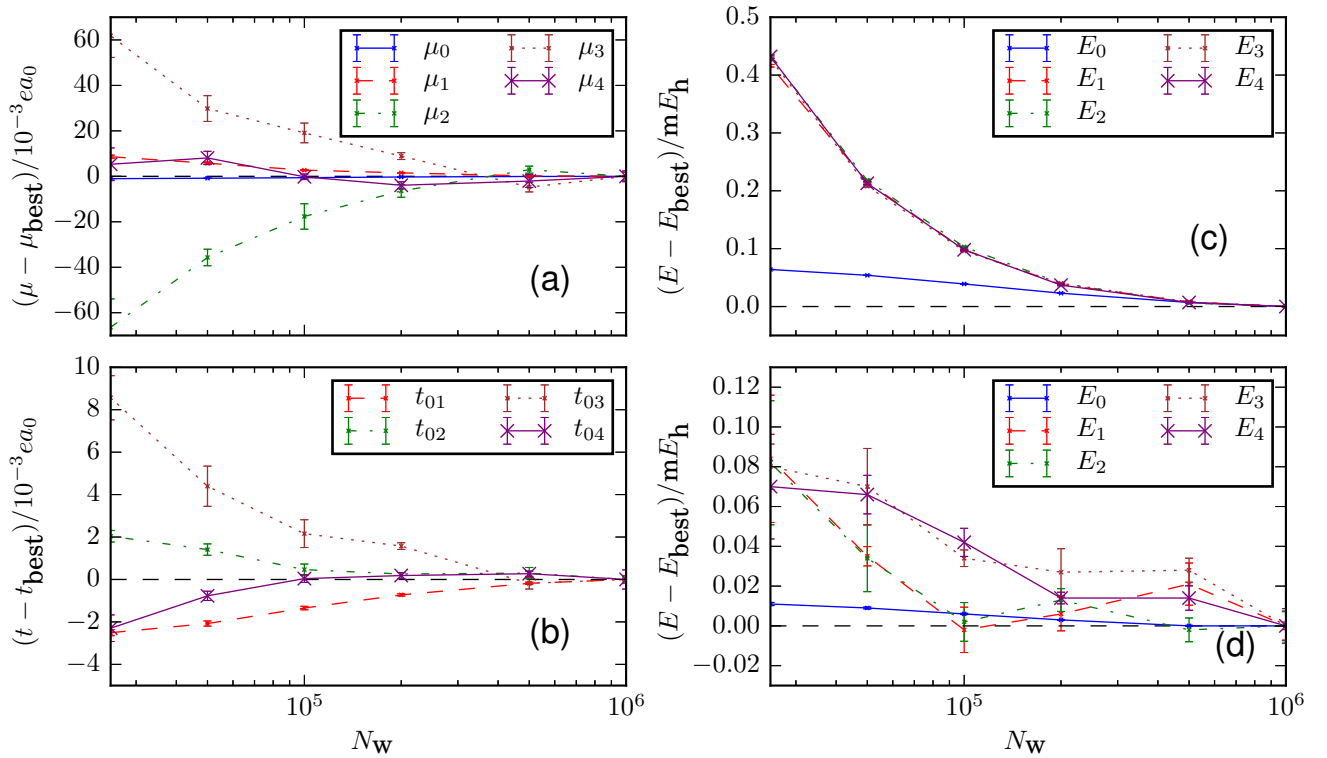 60
40
20
0
−20
−40
−60
(μ − μbest)/10⁻³ea₀
μ₀
μ₁
μ₂
μ₃
μ₄
(a)
0.5
0.4
0.3
0.2
0.1
0.0
(E − Ebest)/mEh
E₀
E₁
E₂
E₃
E₄
(c)
10
8
6
4
2
0
−2
−4
(t − tbest)/10⁻³ea₀
t₀₁
t₀₂
t₀₃
t₀₄
(b)
10⁵
10⁶
Nw
0.12
0.10
0.08
0.06
0.04
0.02
0.00
−0.02
(E − Ebest)/mEh
E₀
E₁
E₂
E₃
E₄
(d)
10⁵
10⁶
Nw